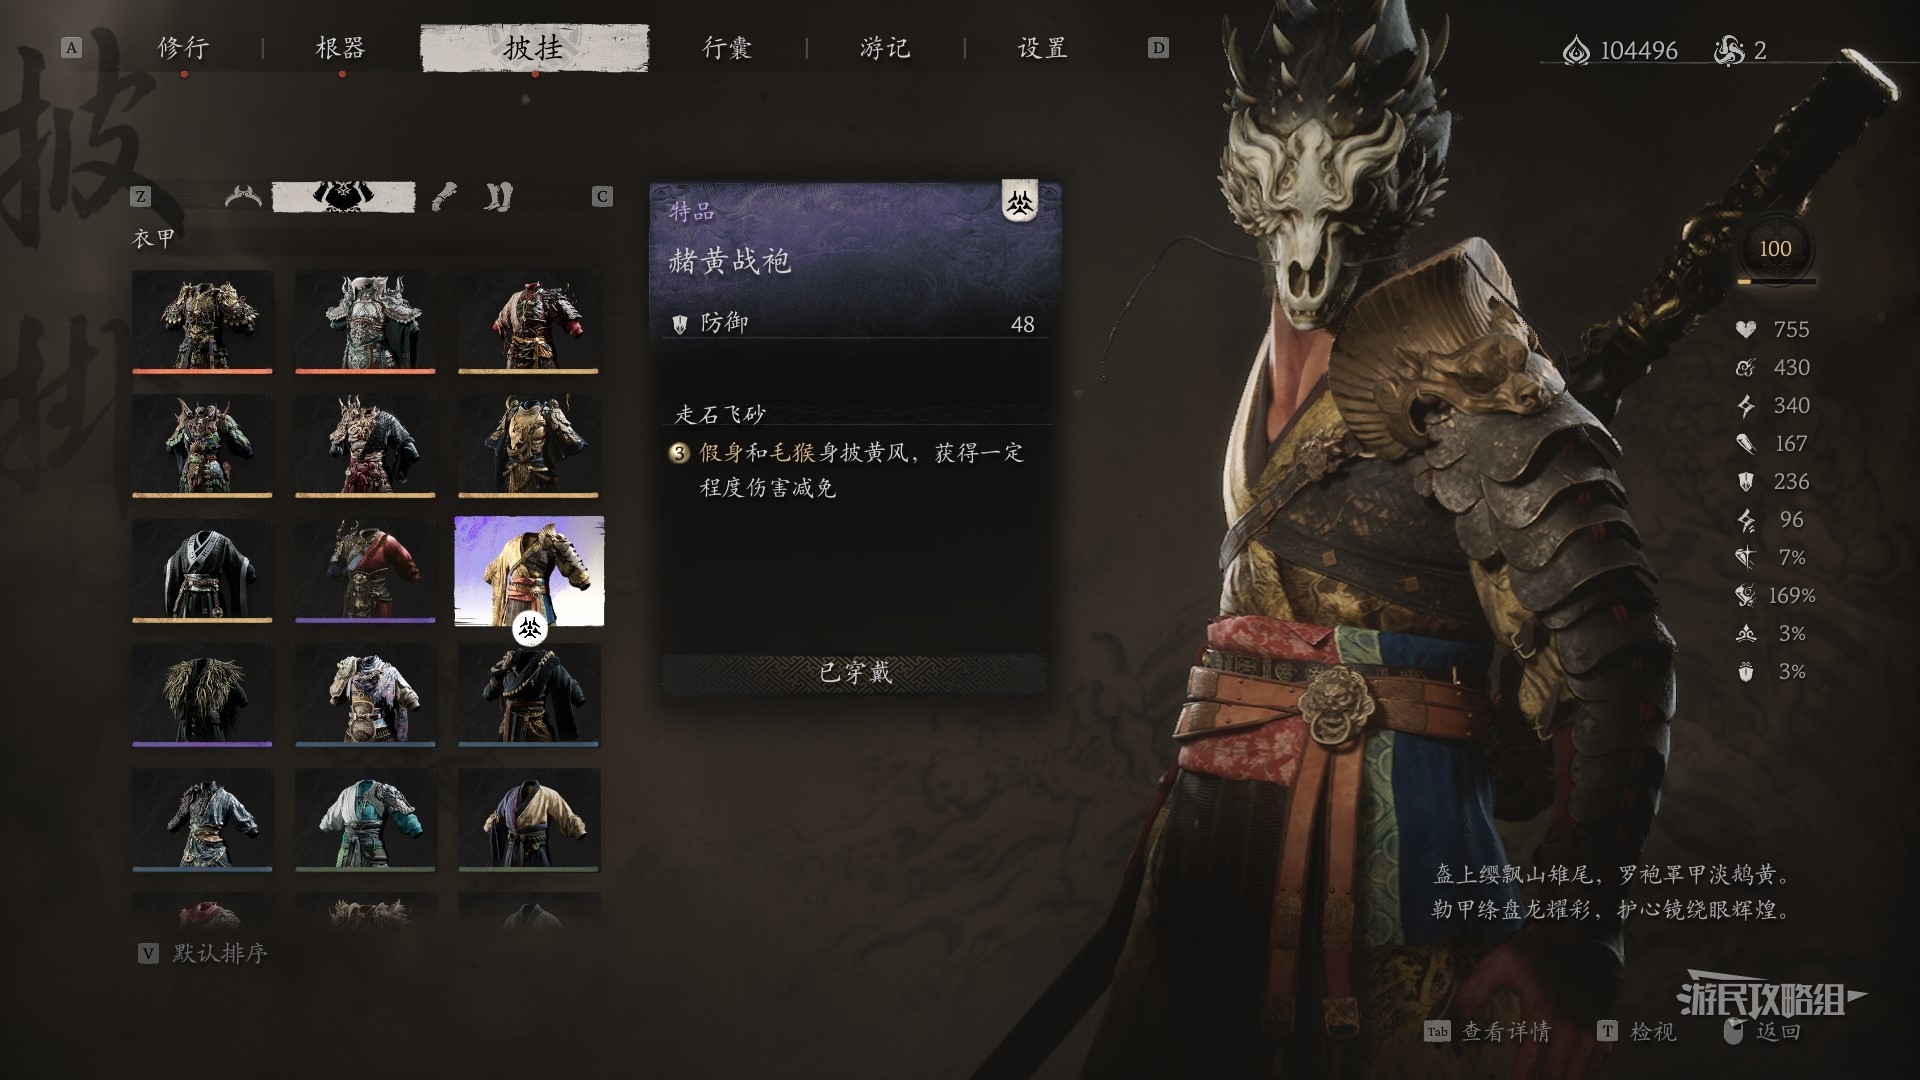 A
修行
根器
披挂
行囊
游记
设置
D
104496
2
披
挂
Z
C
衣甲
特品
赭黄战袍
防御
48
走石飞砂
3 假身和毛猴身披黄风，获得一定
程度伤害减免
已穿戴
100
755
430
340
167
236
96
7%
169%
3%
3%
盔上缨飘山雉尾，罗袍罩甲淡鹅黄。
勒甲绦盘龙耀彩，护心镜绕眼辉煌。
V 默认排序
游民攻略组
Tab 查看详情
T 检视
返回